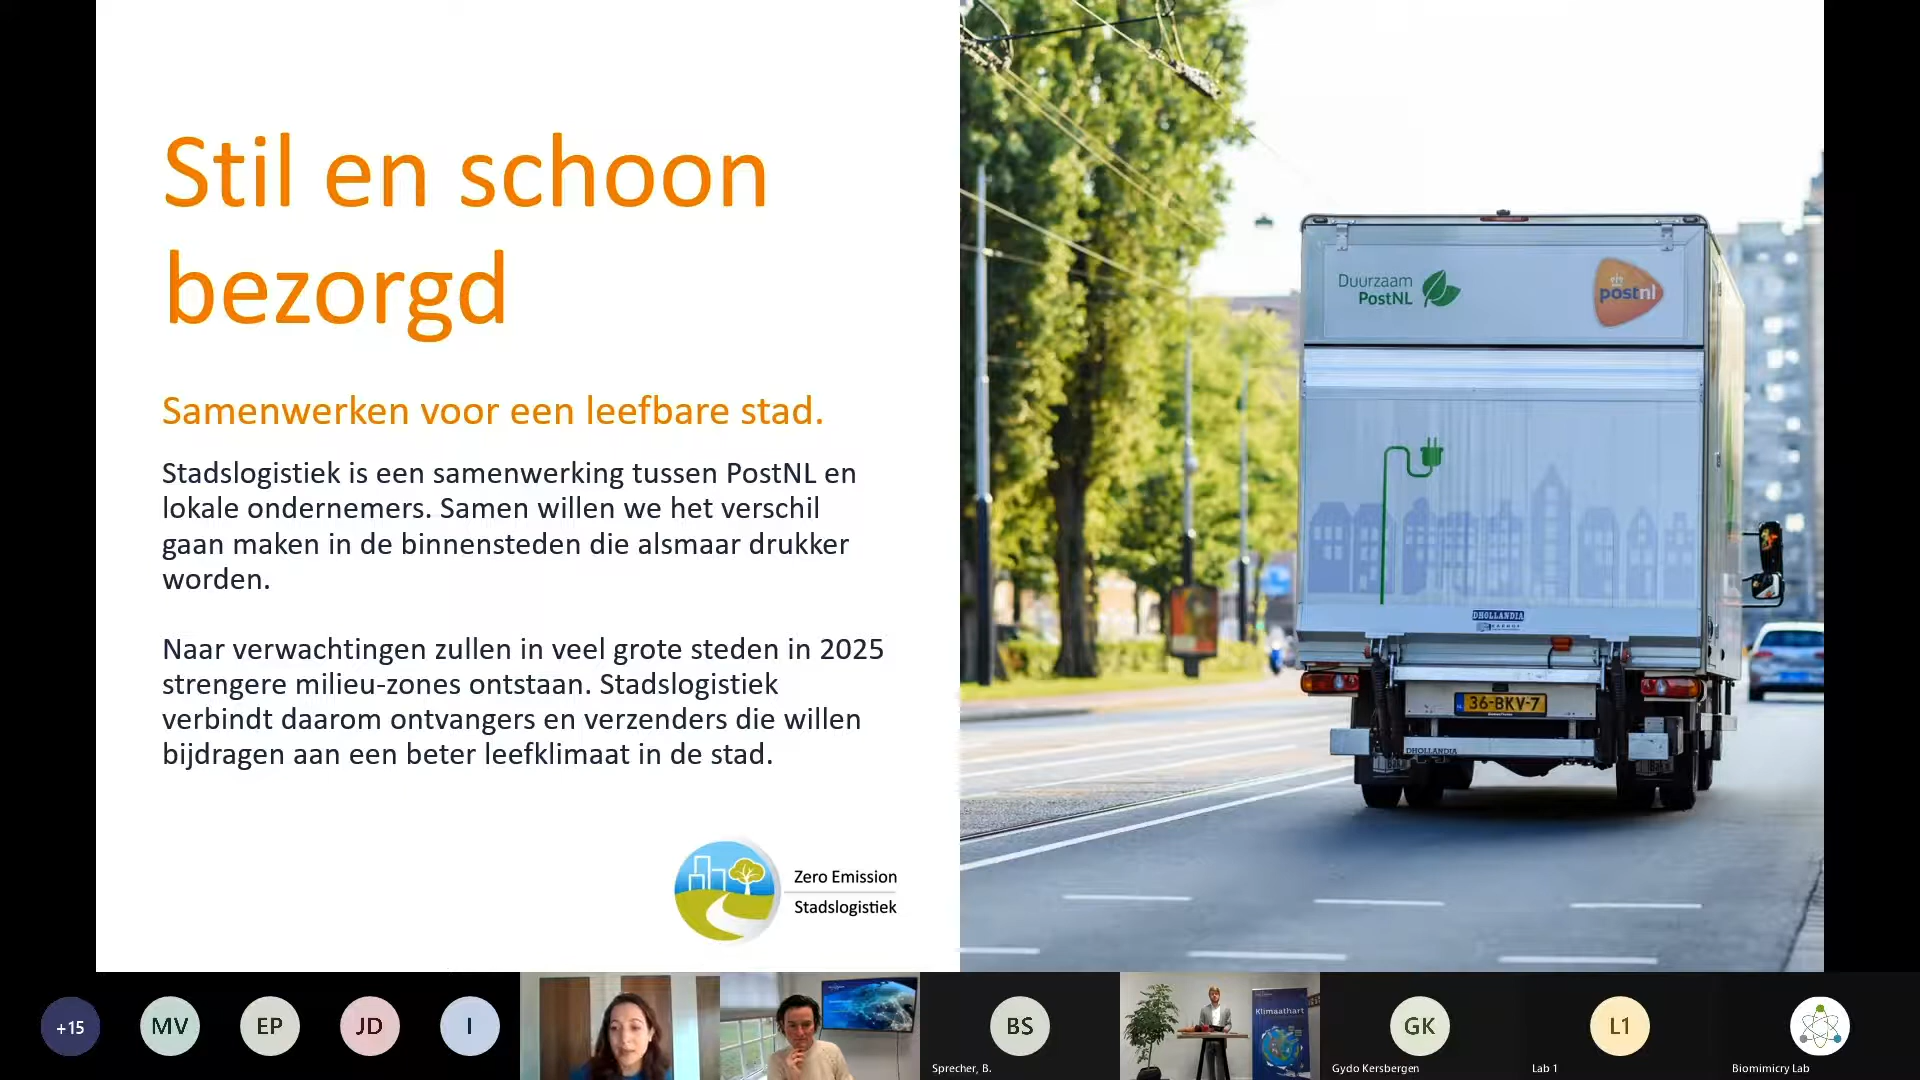 Stil en schoon
bezorgd
Samenwerken voor een leefbare stad.
Stadslogistiek is een samenwerking tussen PostNL en
lokale ondernemers. Samen willen we het verschil
gaan maken in de binnensteden die alsmaar drukker
worden.
Naar verwachtingen zullen in veel grote steden in 2025
strengere milieu-zones ontstaan. Stadslogistiek
verbindt daarom ontvangers en verzenders die willen
bijdragen aan een beter leefklimaat in de stad.
Zero Emission
Stadslogistiek
Duurzaam
PostNL
postnl
DHOLLANDIA
36-BKV-7
DHOLLANDIA
+15
MV
EP
JD
I
BS
Sprecher, B.
Klimaathart
GK
Gydo Kersbergen
L1
Lab 1
Biomimicry Lab